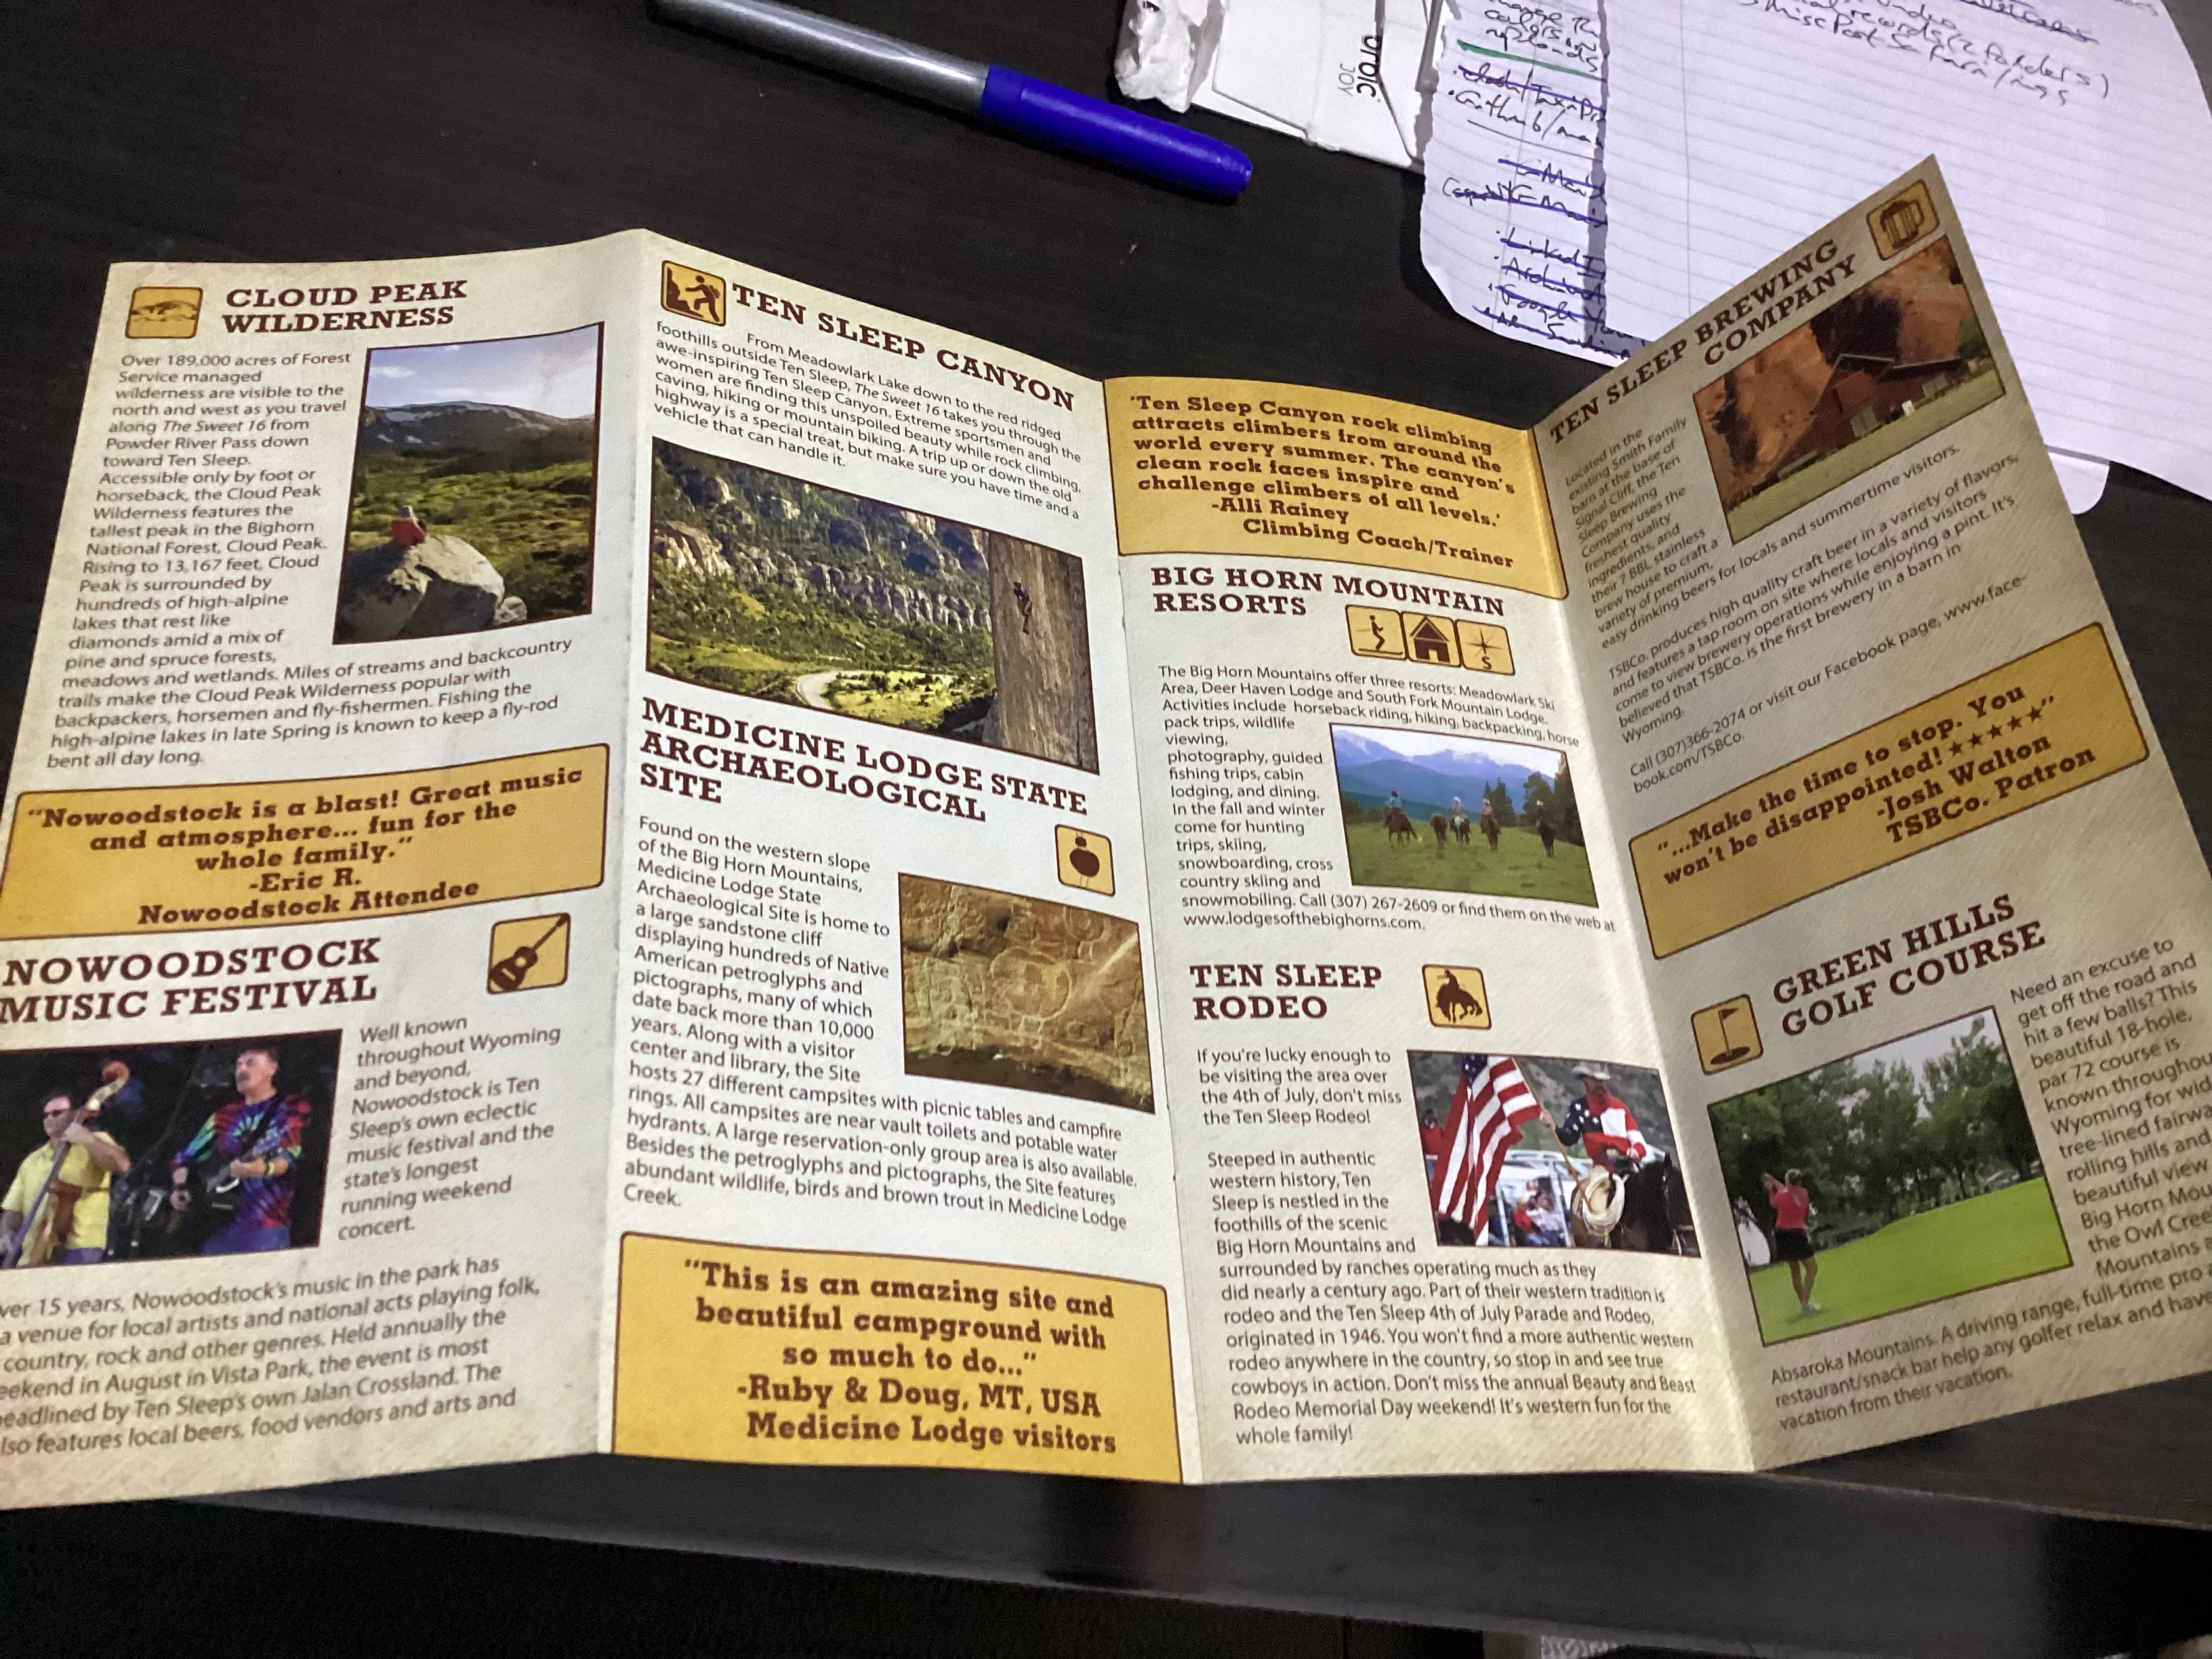 CLOUD PEAK
WILDERNESS
Over 189,000 acres of Forest
Service managed
wilderness are visible to the
north and west as you travel
along The Sweet 16 from
Powder River Pass down
toward Ten Sleep.
Accessible only by foot or
horseback, the Cloud Peak
Wilderness features the
tallest peak in the Bighorn
National Forest, Cloud Peak.
Rising to 13,167 feet, Cloud
Peak is surrounded by
hundreds of high-alpine
lakes that rest like
diamonds amid a mix of
pine and spruce forests,
meadows and wetlands. Miles of streams and backcountry
trails make the Cloud Peak Wilderness popular with
backpackers, horsemen and fly-fishermen. Fishing the
high-alpine lakes in late Spring is known to keep a fly-rod
bent all day long.
"Nowoodstock is a blast! Great music
and atmosphere... fun for the
whole family."
-Eric R.
Nowoodstock Attendee
NOWOODSTOCK
MUSIC FESTIVAL
Well known
throughout Wyoming
and beyond,
Nowoodstock is Ten
Sleep's own eclectic
music festival and the
state's longest
running weekend
concert.
ver 15 years, Nowoodstock's music in the park has
a venue for local artists and national acts playing folk,
country, rock and other genres. Held annually the
eekend in August in Vista Park, the event is most
eadlined by Ten Sleep's own Jalan Crossland. The
lso features local beers, food vendors and arts and
TEN SLEEP CANYON
From Meadowlark Lake down to the red ridged
foothills outside Ten Sleep, The Sweet 16 takes you through the
awe-inspiring Ten Sleep Canyon. Extreme sportsmen and
women are finding this unspoiled beauty while rock climbing,
caving, hiking or mountain biking. A trip up or down the old
highway is a special treat, but make sure you have time and a
vehicle that can handle it.
MEDICINE LODGE STATE
ARCHAEOLOGICAL
SITE
Found on the western slope
of the Big Horn Mountains,
Medicine Lodge State
Archaeological Site is home to
a large sandstone cliff
displaying hundreds of Native
American petroglyphs and
pictographs, many of which
date back more than 10,000
years. Along with a visitor
center and library, the Site
hosts 27 different campsites with picnic tables and campfire
rings. All campsites are near vault toilets and potable water
hydrants. A large reservation-only group area is also available.
Besides the petroglyphs and pictographs, the Site features
abundant wildlife, birds and brown trout in Medicine Lodge
Creek.
"This is an amazing site and
beautiful campground with
so much to do..."
-Ruby & Doug, MT, USA
Medicine Lodge visitors
'Ten Sleep Canyon rock climbing
attracts climbers from around the
world every summer. The canyon's
clean rock faces inspire and
challenge climbers of all levels.'
-Alli Rainey
Climbing Coach/Trainer
BIG HORN MOUNTAIN
RESORTS
S
The Big Horn Mountains offer three resorts: Meadowlark Ski
Area, Deer Haven Lodge and South Fork Mountain Lodge.
Activities include horseback riding, hiking, backpacking, horse
pack trips, wildlife
viewing,
photography, guided
fishing trips, cabin
lodging, and dining.
In the fall and winter
come for hunting
trips, skiing,
snowboarding, cross
country skiing and
snowmobiling. Call (307) 267-2609 or find them on the web at
www.lodgesofthebighorns.com.
TEN SLEEP
RODEO
If you're lucky enough to
be visiting the area over
the 4th of July, don't miss
the Ten Sleep Rodeo!
Steeped in authentic
western history, Ten
Sleep is nestled in the
foothills of the scenic
Big Horn Mountains and
surrounded by ranches operating much as they
did nearly a century ago. Part of their western tradition is
rodeo and the Ten Sleep 4th of July Parade and Rodeo,
originated in 1946. You won't find a more authentic western
rodeo anywhere in the country, so stop in and see true
cowboys in action. Don't miss the annual Beauty and Beast
Rodeo Memorial Day weekend! It's western fun for the
whole family!
TEN SLEEP BREWING
COMPANY
Located in the
existing Smith Family
barn at the base of
Signal Cliff, the Ten
Sleep Brewing
Company uses the
freshest quality
ingredients, and
their 7 BBL stainless
brew house to craft a
variety of premium,
easy drinking beers for locals and summertime visitors.
TSBCo. produces high quality craft beer in a variety of flavors,
and features a tap room on site where locals and visitors
come to view brewery operations while enjoying a pint. It's
believed that TSBCo. is the first brewery in a barn in
Wyoming.
Call (307)366-2074 or visit our Facebook page, www.face-
book.com/TSBCo.
"...Make the time to stop. You
won't be disappointed! ★★★★★"
-Josh Walton
TSBCo. Patron
GREEN HILLS
GOLF COURSE
Need an excuse to
get off the road and
hit a few balls? This
beautiful 18-hole,
par 72 course is
known throughou
Wyoming for wid
tree-lined fairwa
rolling hills and
beautiful view
Big Horn Mou
the Owl Cree
Mountains a
Absaroka Mountains. A driving range, full-time pro a
restaurant/snack bar help any golfer relax and have
vacation from their vacation.
JOY
records (2 folders)
Github/